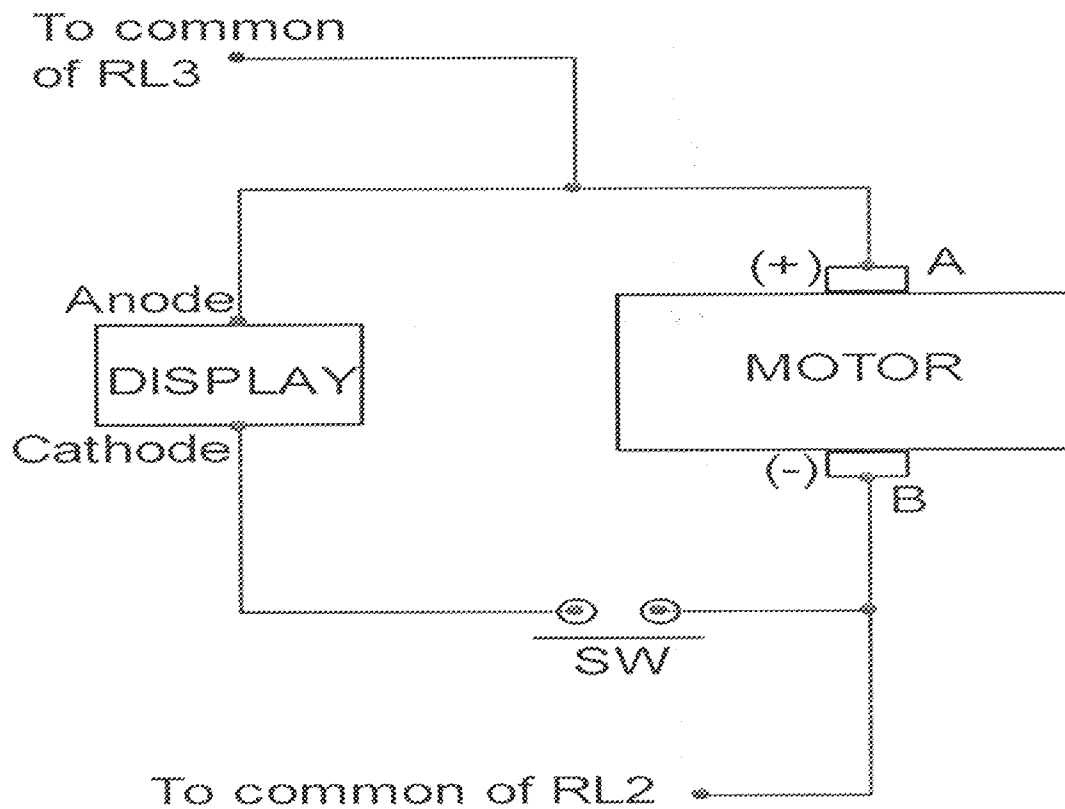 To common
of RL3
(+) A
Anode
DISPLAY
MOTOR
Cathode
(-)
B
SW
To common of RL2